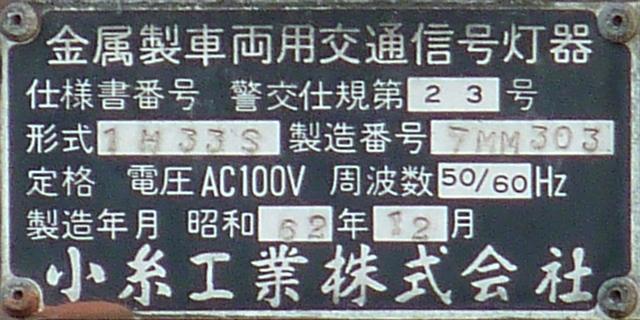 金属製車両用交通信号灯器
仕様書番号 警交仕規第 23 号
形式 1H33S 製造番号 7MM303
定格 電圧 AC100V 周波数 50/60 Hz
製造年月 昭和 62 年 12 月
小糸工業株式会社